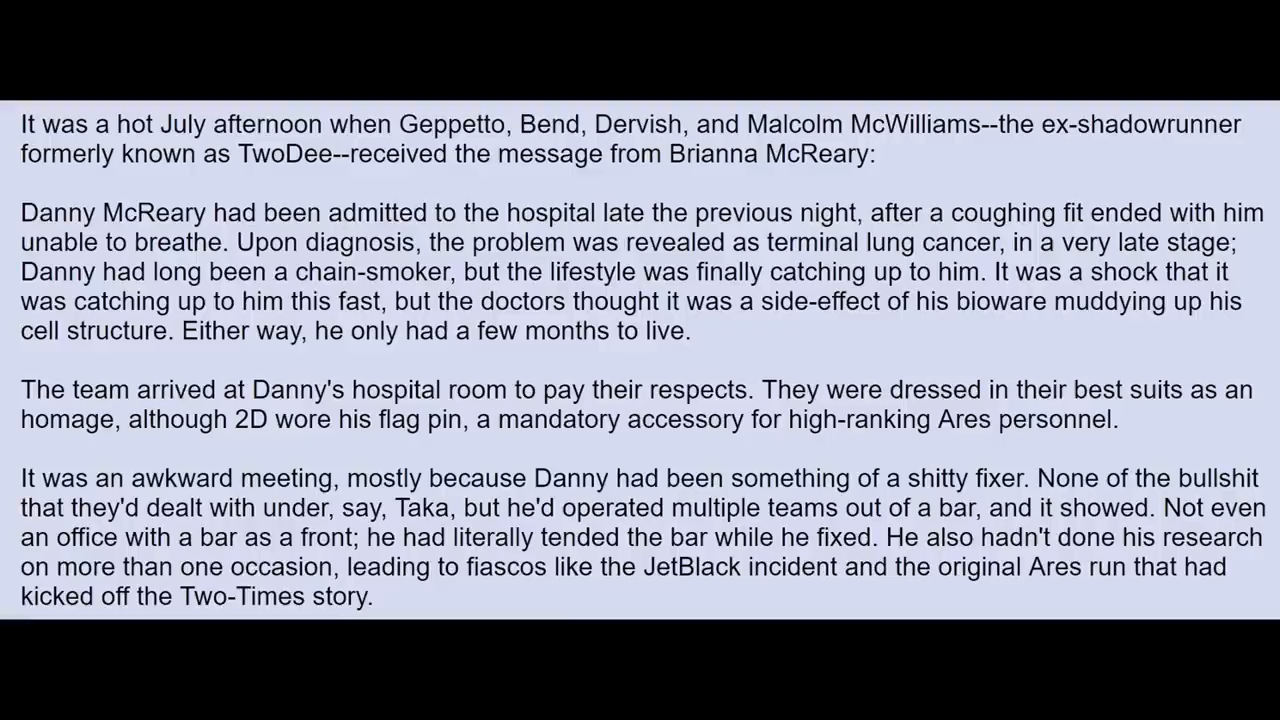 It was a hot July afternoon when Geppetto, Bend, Dervish, and Malcolm McWilliams--the ex-shadowrunner
formerly known as TwoDee--received the message from Brianna McReary:
Danny McReary had been admitted to the hospital late the previous night, after a coughing fit ended with him
unable to breathe. Upon diagnosis, the problem was revealed as terminal lung cancer, in a very late stage;
Danny had long been a chain-smoker, but the lifestyle was finally catching up to him. It was a shock that it
was catching up to him this fast, but the doctors thought it was a side-effect of his bioware muddying up his
cell structure. Either way, he only had a few months to live.
The team arrived at Danny's hospital room to pay their respects. They were dressed in their best suits as an
homage, although 2D wore his flag pin, a mandatory accessory for high-ranking Ares personnel.
It was an awkward meeting, mostly because Danny had been something of a shitty fixer. None of the bullshit
that they'd dealt with under, say, Taka, but he'd operated multiple teams out of a bar, and it showed. Not even
an office with a bar as a front; he had literally tended the bar while he fixed. He also hadn't done his research
on more than one occasion, leading to fiascos like the JetBlack incident and the original Ares run that had
kicked off the Two-Times story.